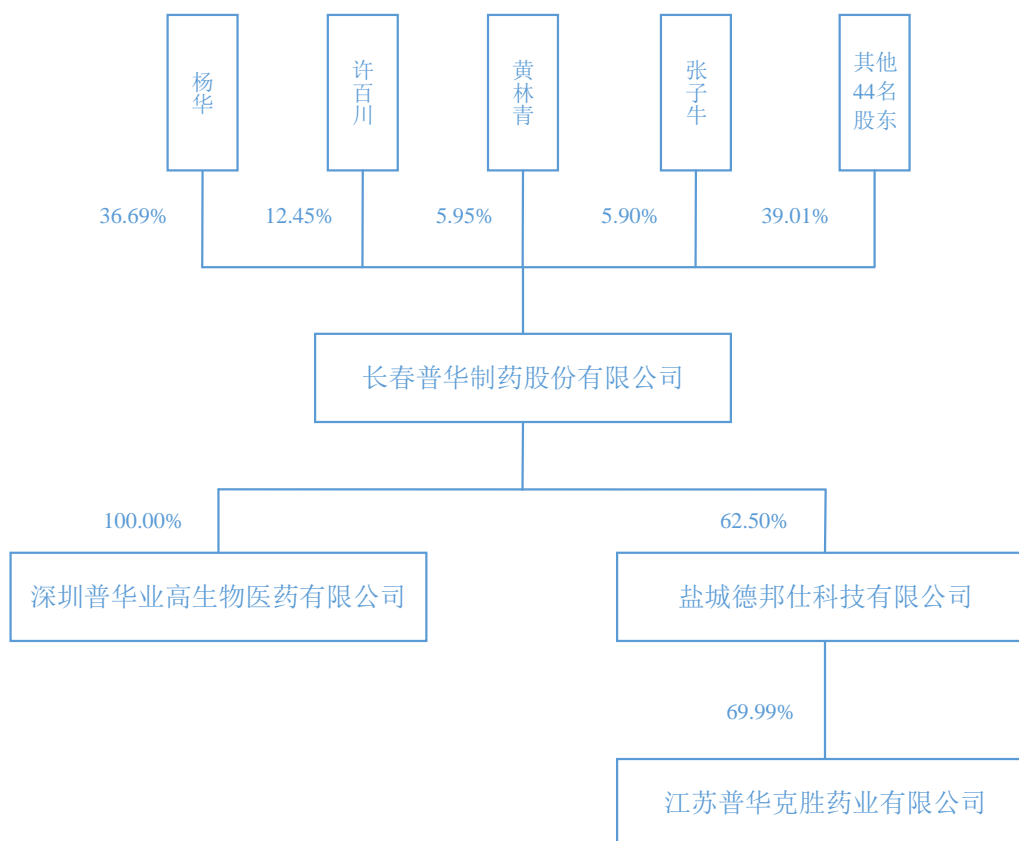 杨华
许百川
黄林青
张子牛
其他
44名
股东
36.69%
12.45%
5.95%
5.90%
39.01%
长春普华制药股份有限公司
100.00%
62.50%
深圳普华业高生物医药有限公司
盐城德邦仕科技有限公司
69.99%
江苏普华克胜药业有限公司